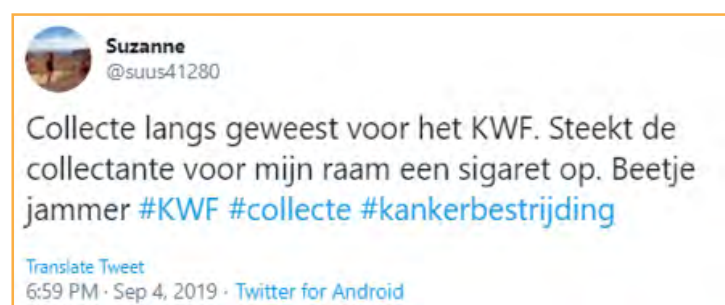 Suzanne
@suus41280
Collecte langs geweest voor het KWF. Steekt de
collectante voor mijn raam een sigaret op. Beetje
jammer #KWF #collecte #kankerbestrijding
Translate Tweet
6:59 PM · Sep 4, 2019 · Twitter for Android